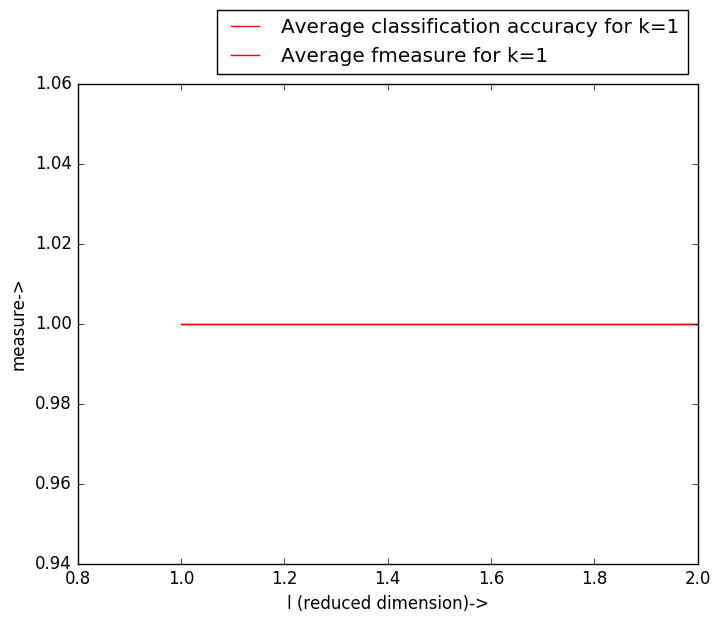 Average classification accuracy for k=1
Average fmeasure for k=1
1.06
1.04
1.02
1.00
0.98
0.96
0.94
measure->
0.8 1.0 1.2 1.4 1.6 1.8 2.0
l (reduced dimension)->